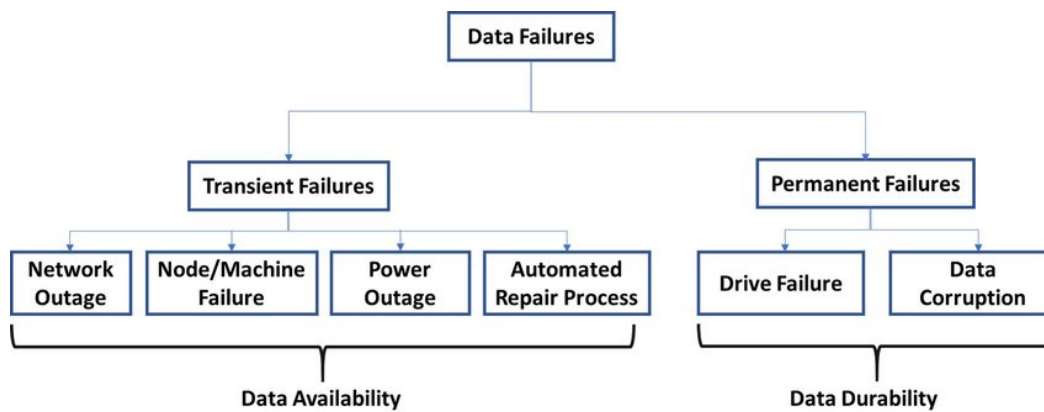 Data Failures
Transient Failures
Permanent Failures
Network
Outage
Node/Machine
Failure
Power
Outage
Automated
Repair Process
Drive Failure
Data
Corruption
Data Availability
Data Durability